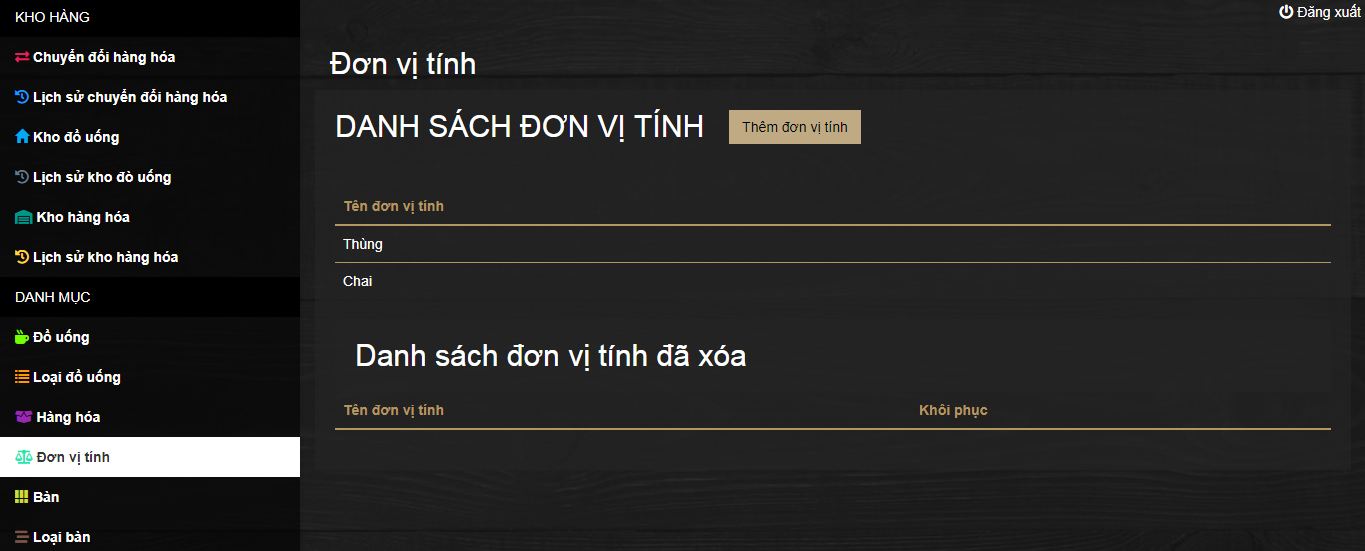 KHO HÀNG
Chuyển đổi hàng hóa
Lịch sử chuyển đổi hàng hóa
Kho đồ uống
Lịch sử kho đò uống
Kho hàng hóa
Lịch sử kho hàng hóa
DANH MỤC
Đồ uống
Loại đồ uống
Hàng hóa
Đơn vị tính
Bàn
Loại bàn
Đăng xuất
Đơn vị tính
DANH SÁCH ĐƠN VỊ TÍNH Thêm đơn vị tính
Tên đơn vị tính
Thùng
Chai
Danh sách đơn vị tính đã xóa
Tên đơn vị tính Khôi phục